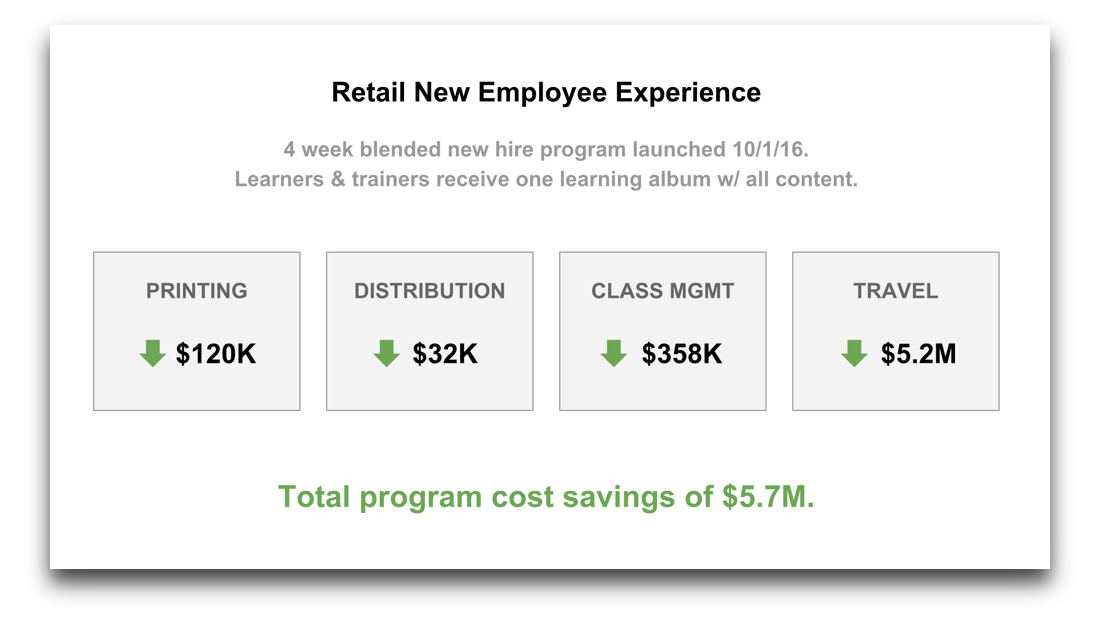 Retail New Employee Experience
4 week blended new hire program launched 10/1/16.
Learners & trainers receive one learning album w/ all content.
PRINTING
$120K
DISTRIBUTION
$32K
CLASS MGMT
$358K
TRAVEL
$5.2M
Total program cost savings of $5.7M.